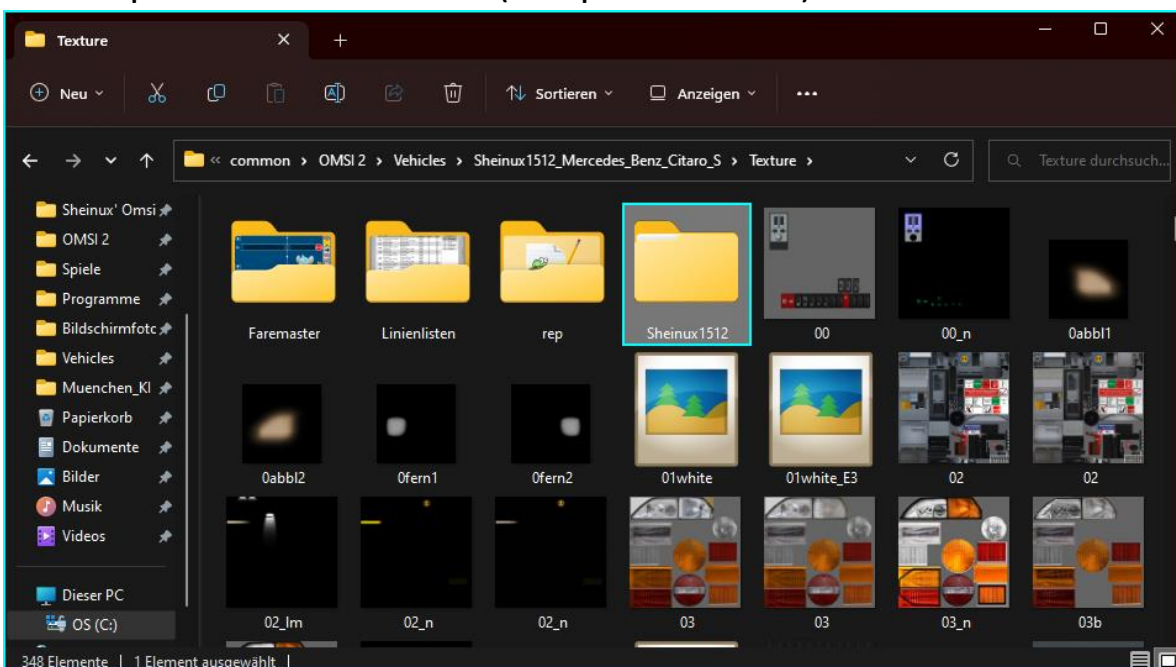 Texture
Neu
Sortieren
Anzeigen
common > OMSI 2 > Vehicles > Sheinux1512_Mercedes_Benz_Citaro_S > Texture >
Texture durchsuch...
Sheinux' Omsi
OMSI 2
Spiele
Programme
Bildschirmfotc
Vehicles
Muenchen_Kl
Papierkorb
Dokumente
Bilder
Musik
Videos
Dieser PC
OS (C:)
Faremaster
Linienlisten
rep
Sheinux1512
00
00_n
0abbl1
0abbl2
0fern1
0fern2
01white
01white_E3
02
02
02_lm
02_n
02_n
03
03
03_n
03b
348 Elemente | 1 Element ausgewählt |